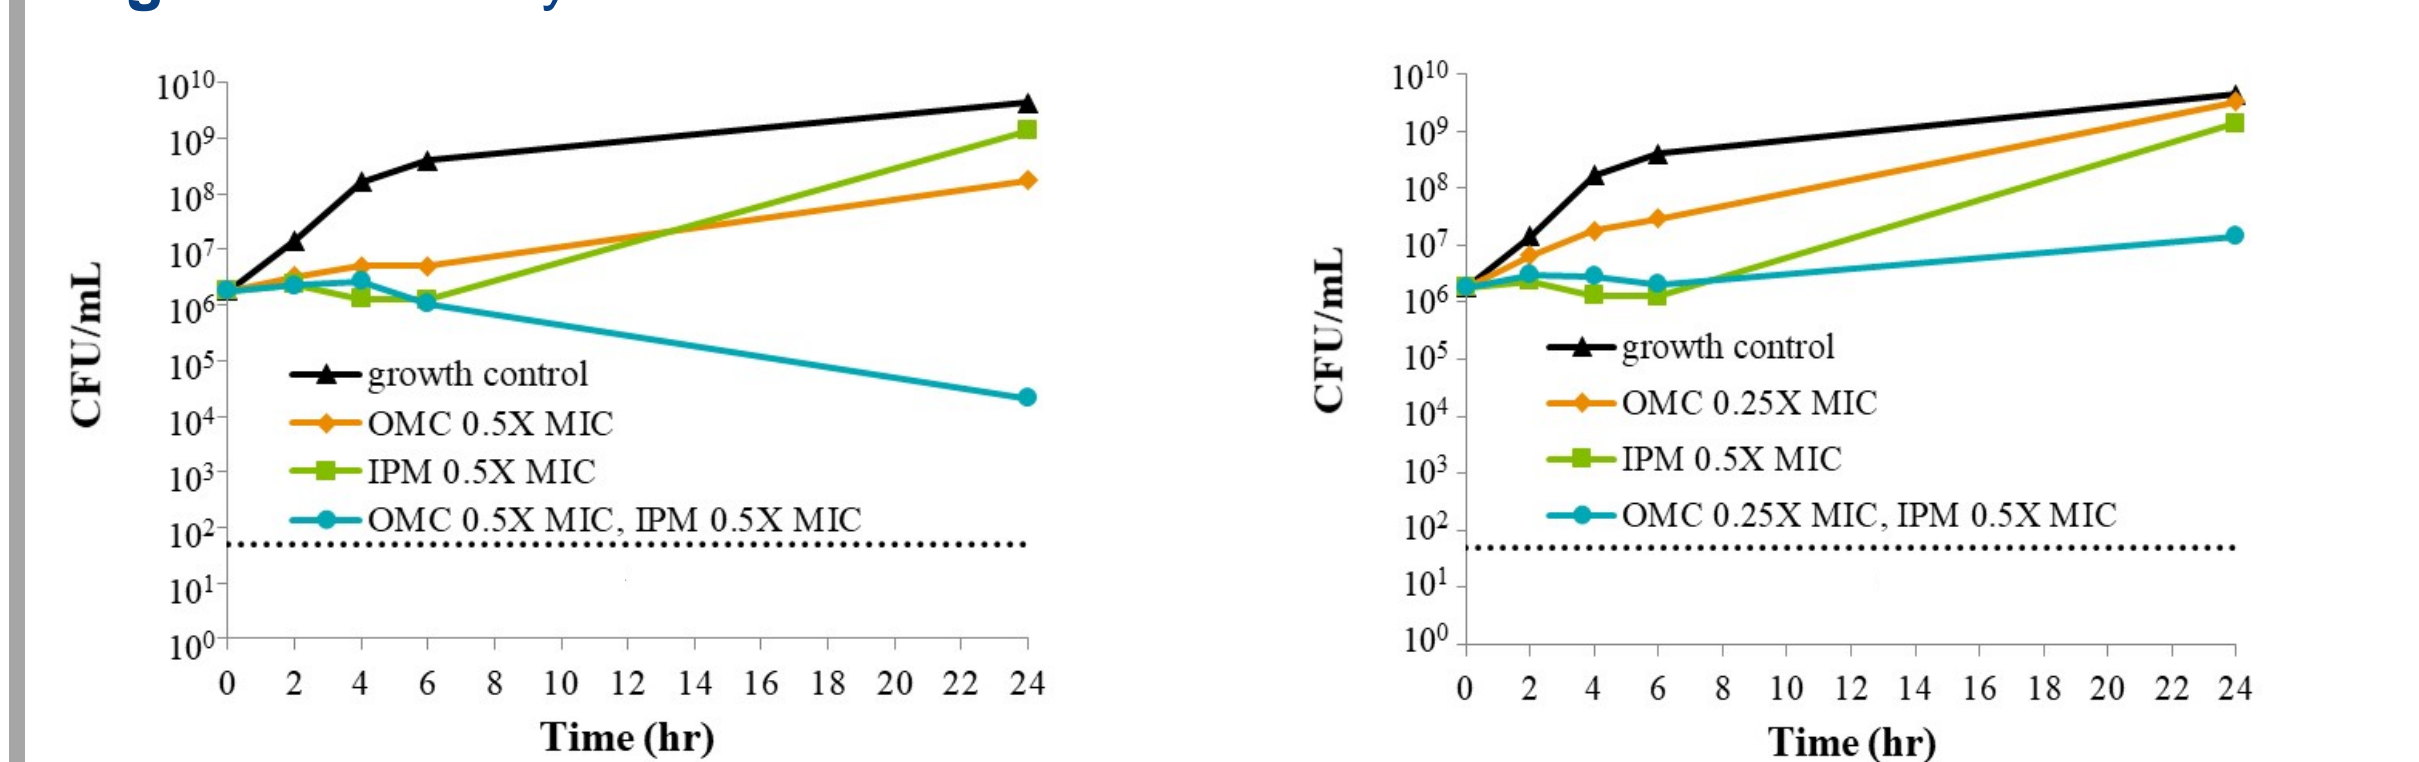 10^10
10^9
10^8
10^7
10^6
10^5
10^4
10^3
10^2
10^1
10^0
CFU/mL
growth control
OMC 0.5X MIC
IPM 0.5X MIC
OMC 0.5X MIC, IPM 0.5X MIC
0 2 4 6 8 10 12 14 16 18 20 22 24
Time (hr)
10^10
10^9
10^8
10^7
10^6
10^5
10^4
10^3
10^2
10^1
10^0
CFU/mL
growth control
OMC 0.25X MIC
IPM 0.5X MIC
OMC 0.25X MIC, IPM 0.5X MIC
0 2 4 6 8 10 12 14 16 18 20 22 24
Time (hr)